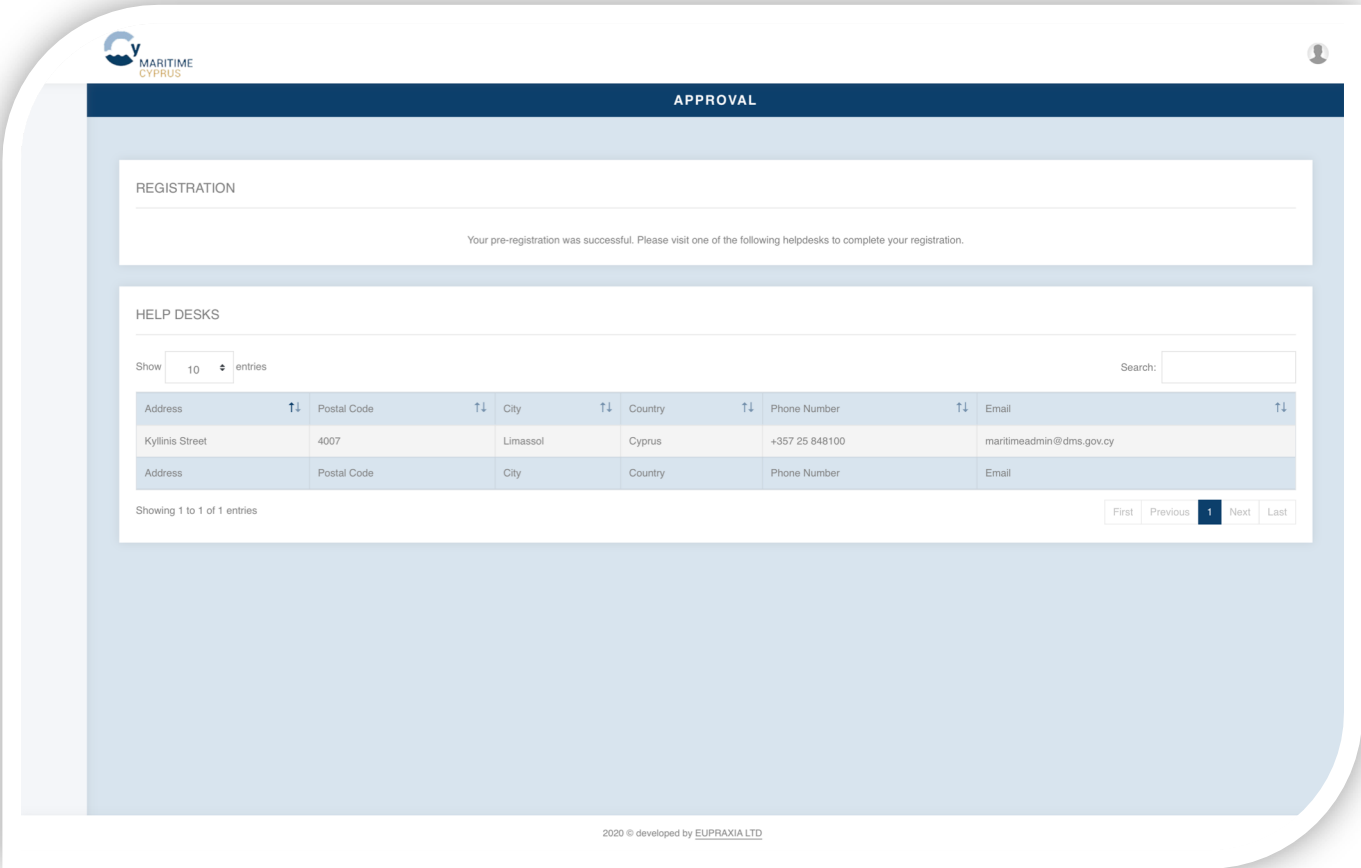 Cy
MARITIME
CYPRUS
APPROVAL
REGISTRATION
Your pre-registration was successful. Please visit one of the following helpdesks to complete your registration.
HELP DESKS
Show 10 entries Search:
Address Postal Code City Country Phone Number Email
Kyllinis Street 4007 Limassol Cyprus +357 25 848100 maritimeadmin@dms.gov.cy
Address Postal Code City Country Phone Number Email
Showing 1 to 1 of 1 entries First Previous 1 Next Last
2020 © developed by EUPRAXIA LTD